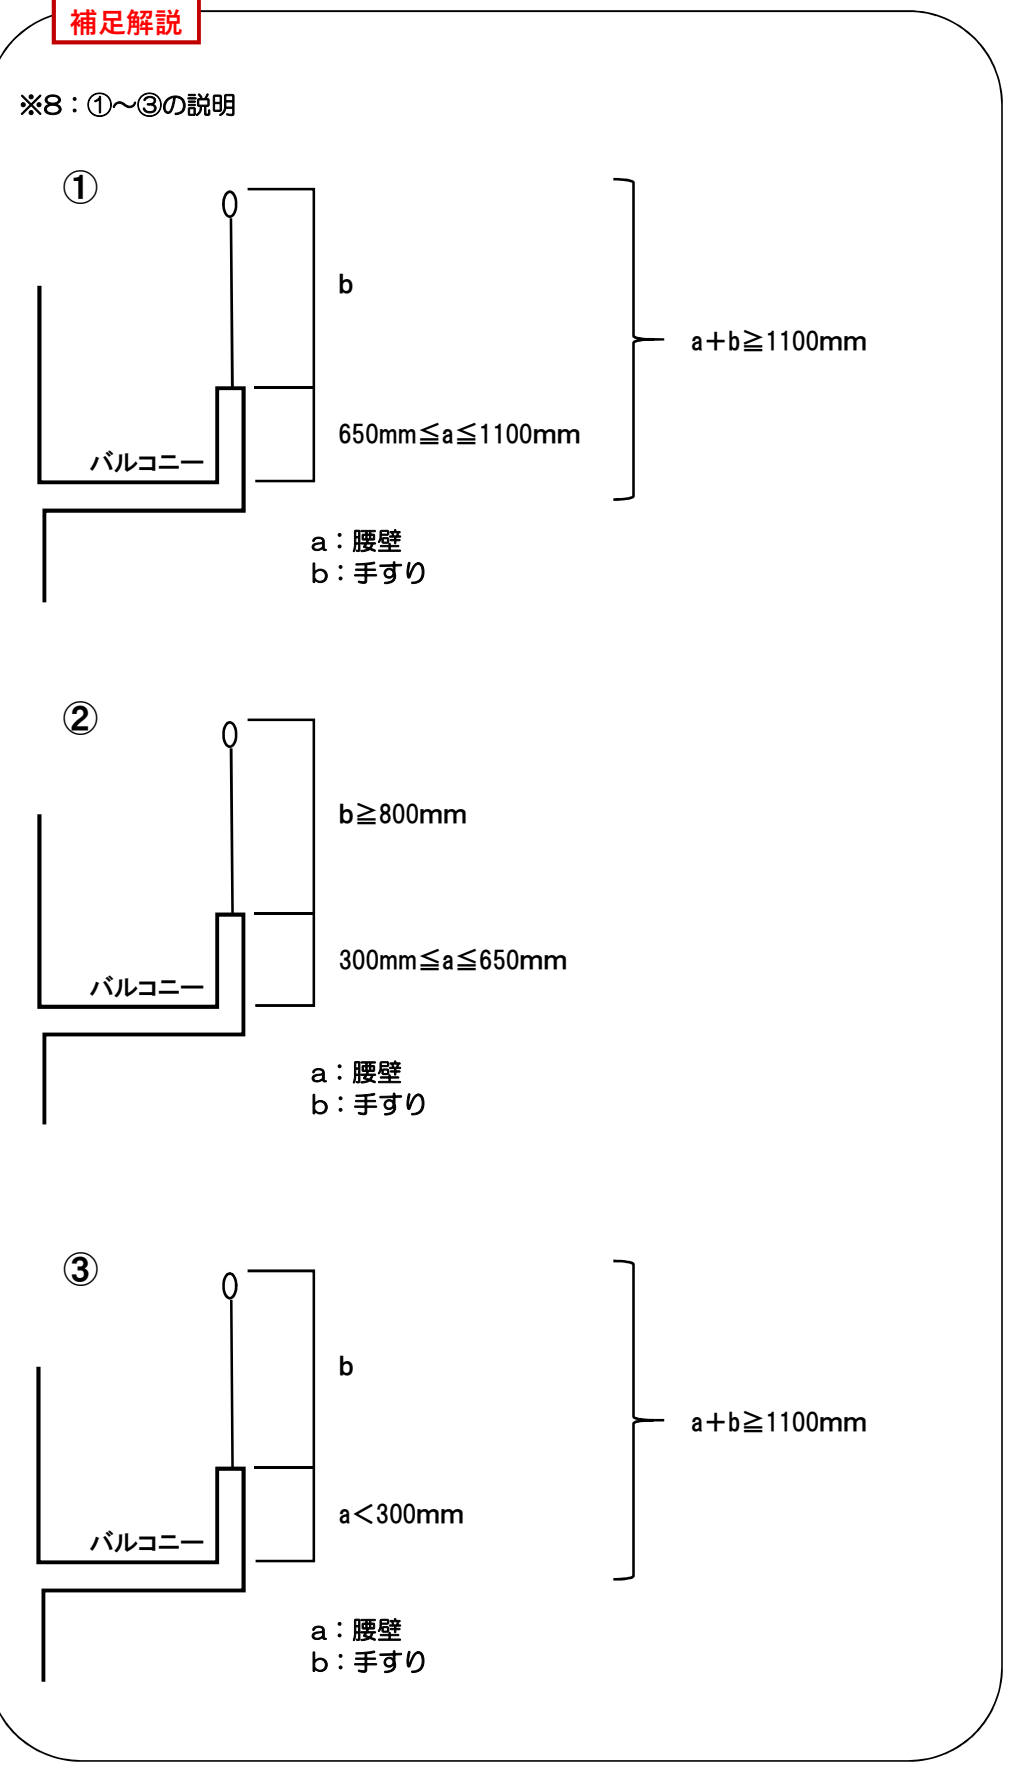 補足解説
※8：①～③の説明
①
b
a＋b≧1100mm
650mm≦a≦1100mm
バルコニー
a：腰壁
b：手すり
②
b≧800mm
300mm≦a≦650mm
バルコニー
a：腰壁
b：手すり
③
b
a＋b≧1100mm
a＜300mm
バルコニー
a：腰壁
b：手すり